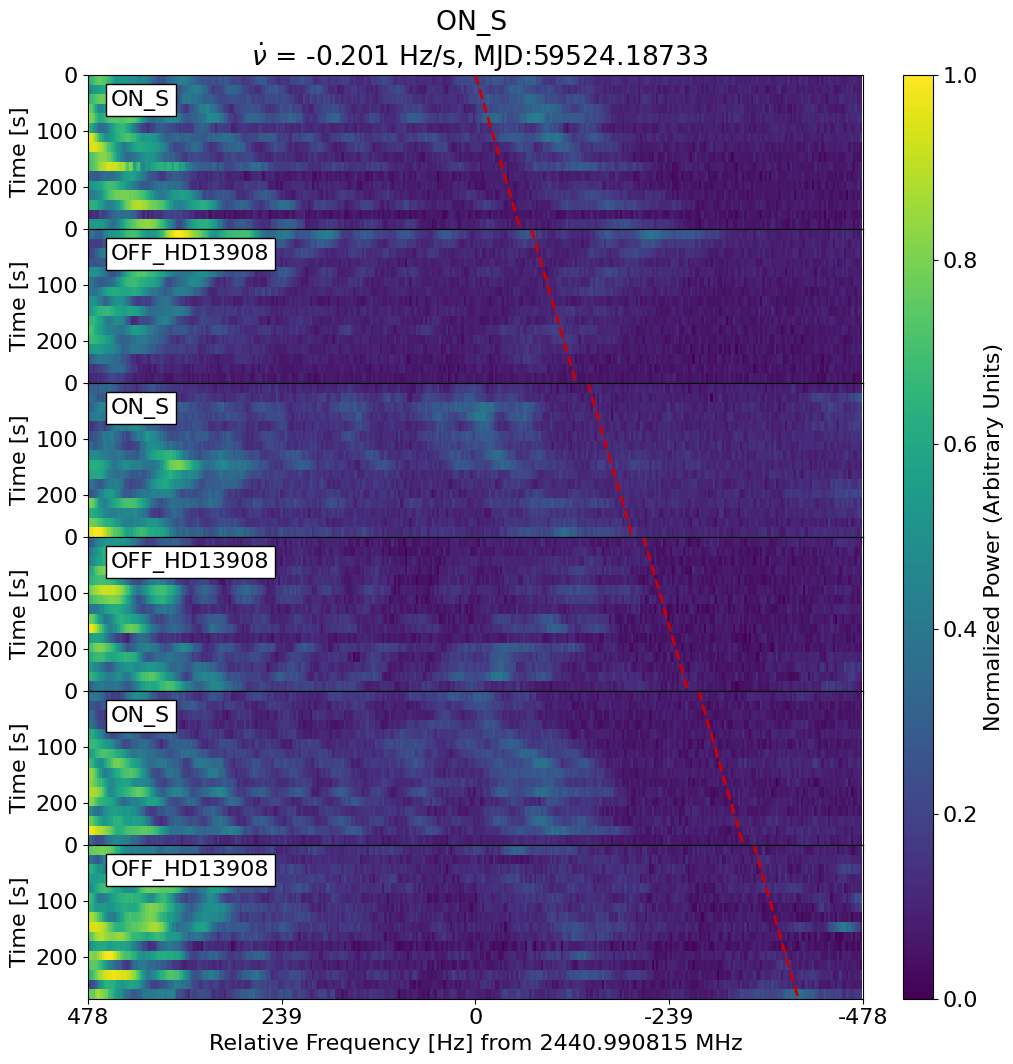 ON_S
ν̇ = -0.201 Hz/s, MJD:59524.18733
0
100
200
Time [s]
ON_S
0
100
200
Time [s]
OFF_HD13908
0
100
200
Time [s]
ON_S
0
100
200
Time [s]
OFF_HD13908
0
100
200
Time [s]
ON_S
0
100
200
Time [s]
OFF_HD13908
478 239 0 -239 -478
Relative Frequency [Hz] from 2440.990815 MHz
1.0
0.8
0.6
0.4
0.2
0.0
Normalized Power (Arbitrary Units)